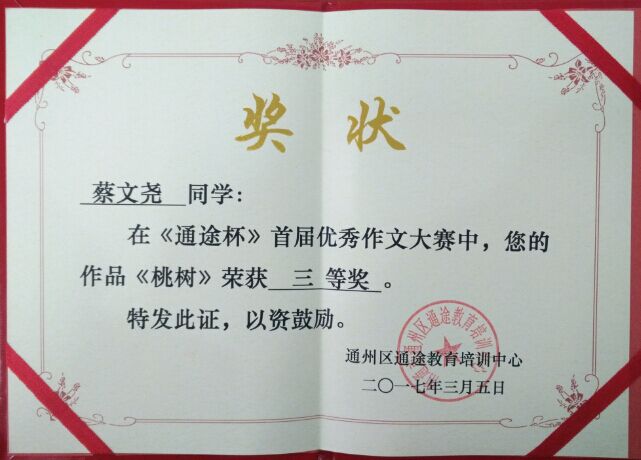 奖 状
蔡文尧 同学：
在《通途杯》首届优秀作文大赛中，您的
作品《桃树》荣获 三 等奖 。
特发此证，以资鼓励。
通州区通途教育培训中心
二〇一七年三月五日